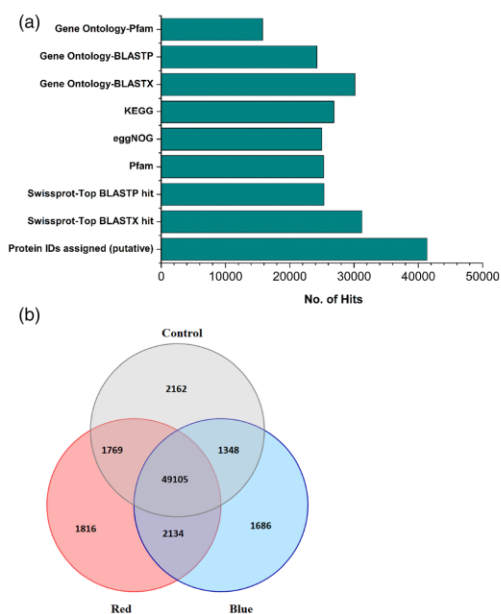 (a)
Gene Ontology-Pfam
Gene Ontology-BLASTP
Gene Ontology-BLASTX
KEGG
eggNOG
Pfam
Swissprot-Top BLASTP hit
Swissprot-Top BLASTX hit
Protein IDs assigned (putative)
0 10000 20000 30000 40000 50000
No. of Hits
(b)
Control
2162
1769 1348
49105
1816 2134 1686
Red Blue